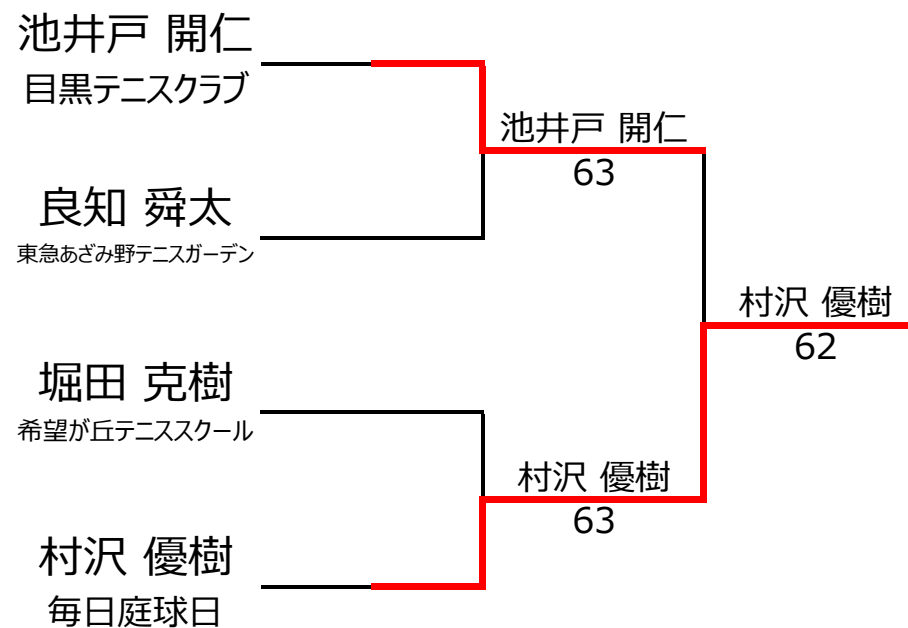 池井戸 開仁
目黒テニスクラブ
池井戸 開仁
63
良知 舜太
東急あざみ野テニスガーデン
村沢 優樹
62
堀田 克樹
希望が丘テニススクール
村沢 優樹
63
村沢 優樹
毎日庭球日